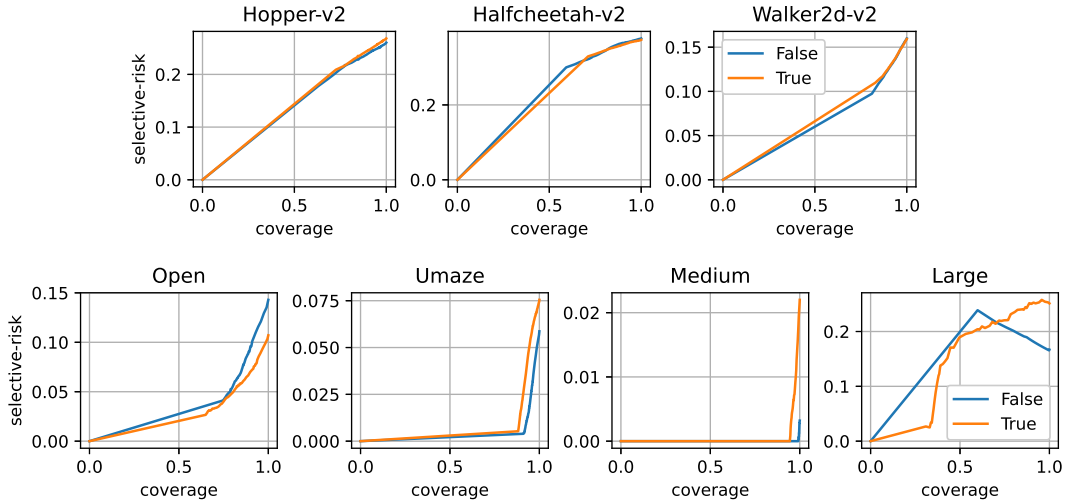 Hopper-v2
Halfcheetah-v2
Walker2d-v2
selective-risk
0.2
0.1
0.0
0.0
0.5
1.0
coverage
0.2
0.0
0.0
0.5
1.0
coverage
False
True
0.15
0.10
0.05
0.00
0.0
0.5
1.0
coverage
Open
Umaze
Medium
Large
selective-risk
0.15
0.10
0.05
0.00
0.0
0.5
1.0
coverage
0.075
0.050
0.025
0.000
0.0
0.5
1.0
coverage
0.02
0.01
0.00
0.0
0.5
1.0
coverage
0.2
0.1
0.0
False
True
0.0
0.5
1.0
coverage